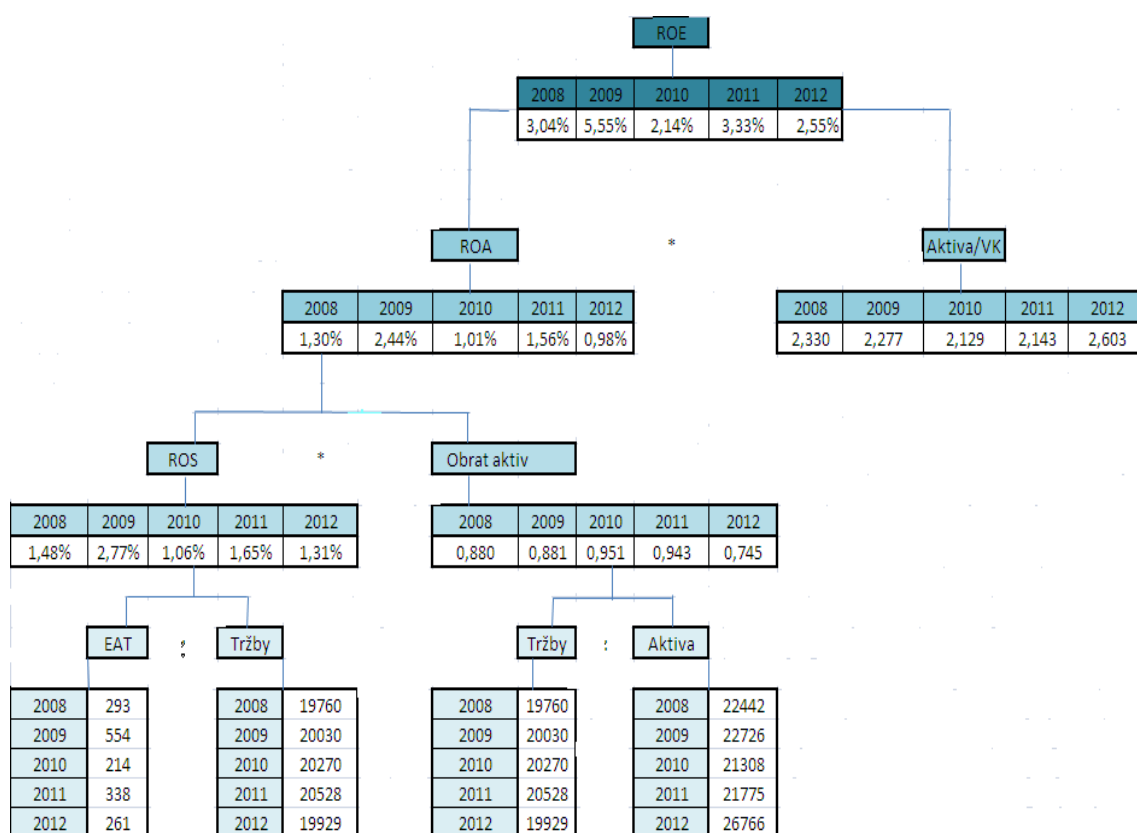 ROE
2008 2009 2010 2011 2012
3,04% 5,55% 2,14% 3,33% 2,55%
ROA * Aktiva/VK
2008 2009 2010 2011 2012 2008 2009 2010 2011 2012
1,30% 2,44% 1,01% 1,56% 0,98% 2,330 2,277 2,129 2,143 2,603
ROS * Obrat aktiv
2008 2009 2010 2011 2012 2008 2009 2010 2011 2012
1,48% 2,77% 1,06% 1,65% 1,31% 0,880 0,881 0,951 0,943 0,745
EAT : Tržby Tržby : Aktiva
2008 293 2008 19760 2008 19760 2008 22442
2009 554 2009 20030 2009 20030 2009 22726
2010 214 2010 20270 2010 20270 2010 21308
2011 338 2011 20528 2011 20528 2011 21775
2012 261 2012 19929 2012 19929 2012 26766